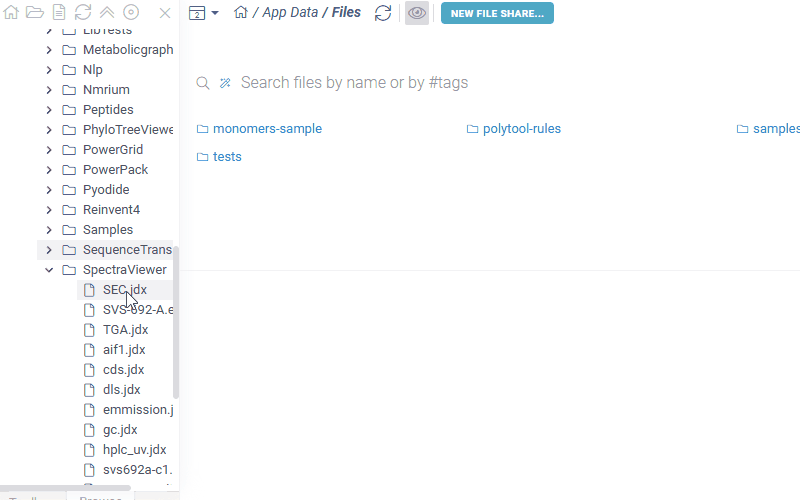 2 / App Data / Files NEW FILE SHARE...
LibTests
Metabolicgraph
Nlp
Nmrium
Peptides
PhyloTreeViewe
PowerGrid
PowerPack
Pyodide
Reinvent4
Samples
SequenceTrans
SpectraViewer
SEC.jdx
SVS-692-A.e
TGA.jdx
aif1.jdx
cds.jdx
dls.jdx
emmission.j
gc.jdx
hplc_uv.jdx
svs692a-c1.
Search files by name or by #tags
monomers-sample polytool-rules samples
tests